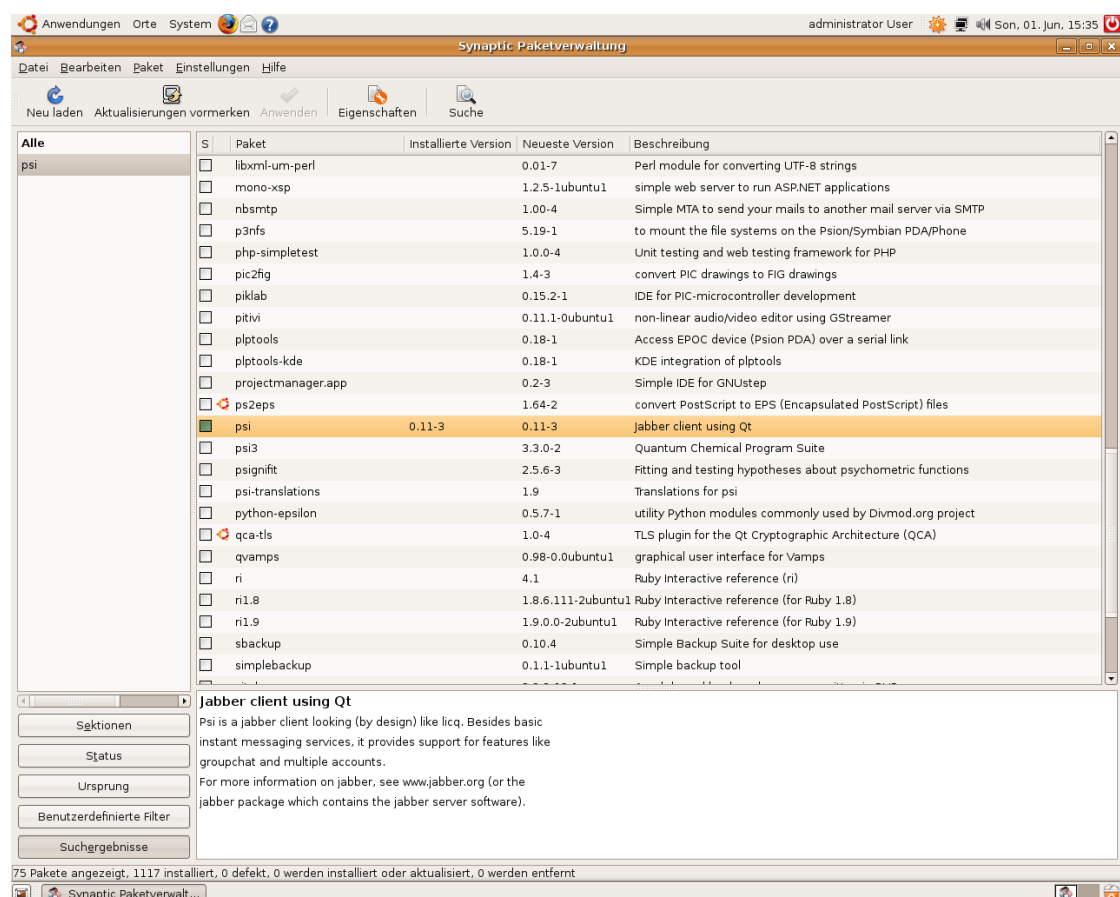 Anwendungen Orte System administrator User Son, 01. Jun, 15:35
Synaptic Paketverwaltung
Datei Bearbeiten Paket Einstellungen Hilfe
Neu laden Aktualisierungen vormerken Anwenden Eigenschaften Suche
Alle
psi
S Paket Installierte Version Neueste Version Beschreibung
libxml-um-perl 0.01-7 Perl module for converting UTF-8 strings
mono-xsp 1.2.5-1ubuntu1 simple web server to run ASP.NET applications
nbsmtp 1.00-4 Simple MTA to send your mails to another mail server via SMTP
p3nfs 5.19-1 to mount the file systems on the Psion/Symbian PDA/Phone
php-simpletest 1.0.0-4 Unit testing and web testing framework for PHP
pic2fig 1.4-3 convert PIC drawings to FIG drawings
piklab 0.15.2-1 IDE for PIC-microcontroller development
pitivi 0.11.1-0ubuntu1 non-linear audio/video editor using GStreamer
plptools 0.18-1 Access EPOC device (Psion PDA) over a serial link
plptools-kde 0.18-1 KDE integration of plptools
projectmanager.app 0.2-3 Simple IDE for GNUstep
ps2eps 1.64-2 convert PostScript to EPS (Encapsulated PostScript) files
psi 0.11-3 0.11-3 Jabber client using Qt
psi3 3.3.0-2 Quantum Chemical Program Suite
psignifit 2.5.6-3 Fitting and testing hypotheses about psychometric functions
psi-translations 1.9 Translations for psi
python-epsilon 0.5.7-1 utility Python modules commonly used by Divmod.org project
qca-tls 1.0-4 TLS plugin for the Qt Cryptographic Architecture (QCA)
qvamps 0.98-0.0ubuntu1 graphical user interface for Vamps
ri 4.1 Ruby Interactive reference (ri)
ri1.8 1.8.6.111-2ubuntu1 Ruby Interactive reference (for Ruby 1.8)
ri1.9 1.9.0.0-2ubuntu1 Ruby Interactive reference (for Ruby 1.9)
sbackup 0.10.4 Simple Backup Suite for desktop use
simplebackup 0.1.1-1ubuntu1 Simple backup tool
Sektionen
Status
Ursprung
Benutzerdefinierte Filter
Suchergebnisse
Jabber client using Qt
Psi is a jabber client looking (by design) like licq. Besides basic
instant messaging services, it provides support for features like
groupchat and multiple accounts.
For more information on jabber, see www.jabber.org (or the
jabber package which contains the jabber server software).
75 Pakete angezeigt, 1117 installiert, 0 defekt, 0 werden installiert oder aktualisiert, 0 werden entfernt
Synaptic Paketverwalt...